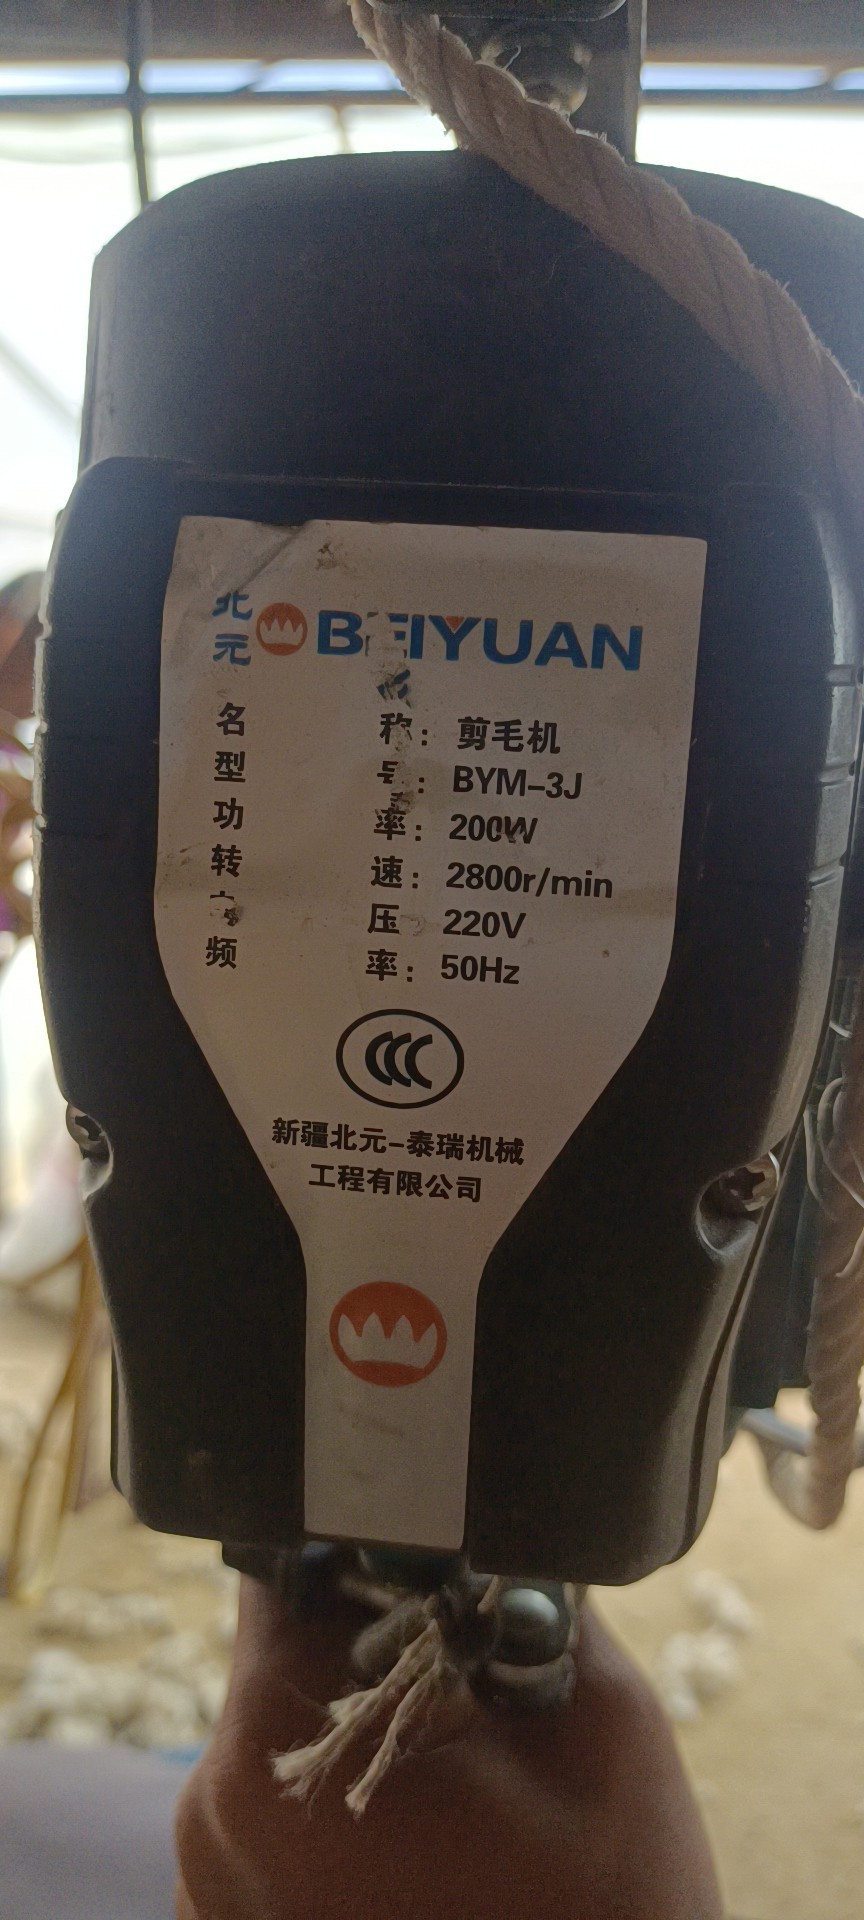 北元 BEIYUAN
名称：剪毛机
型号：BYM-3J
功率：200W
转速：2800r/min
电压 220V
频率：50Hz
CCC
新疆北元-泰瑞机械
工程有限公司